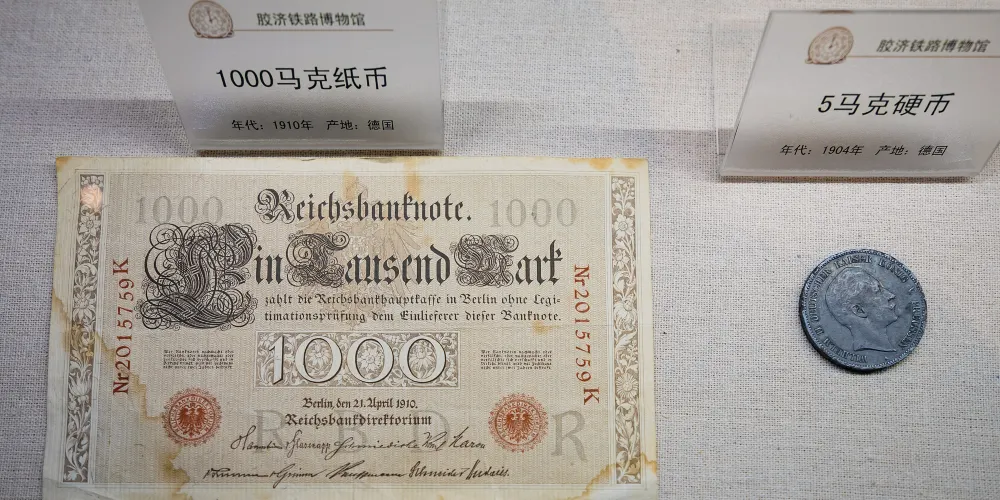 胶济铁路博物馆
1000马克纸币
年代：1910年 产地：德国
胶济铁路博物馆
5马克硬币
年代：1904年 产地：德国
1000 Reichsbanknote. 1000
Ein Tausend Mark
zahlt die Reichsbankhauptkasse in Berlin ohne Legi-
timationsprüfung dem Einlieferer dieser Banknote.
Nr2015759K
Nr2015759K
1000
Berlin, den 21. April 1910.
Reichsbankdirektorium
R B D R